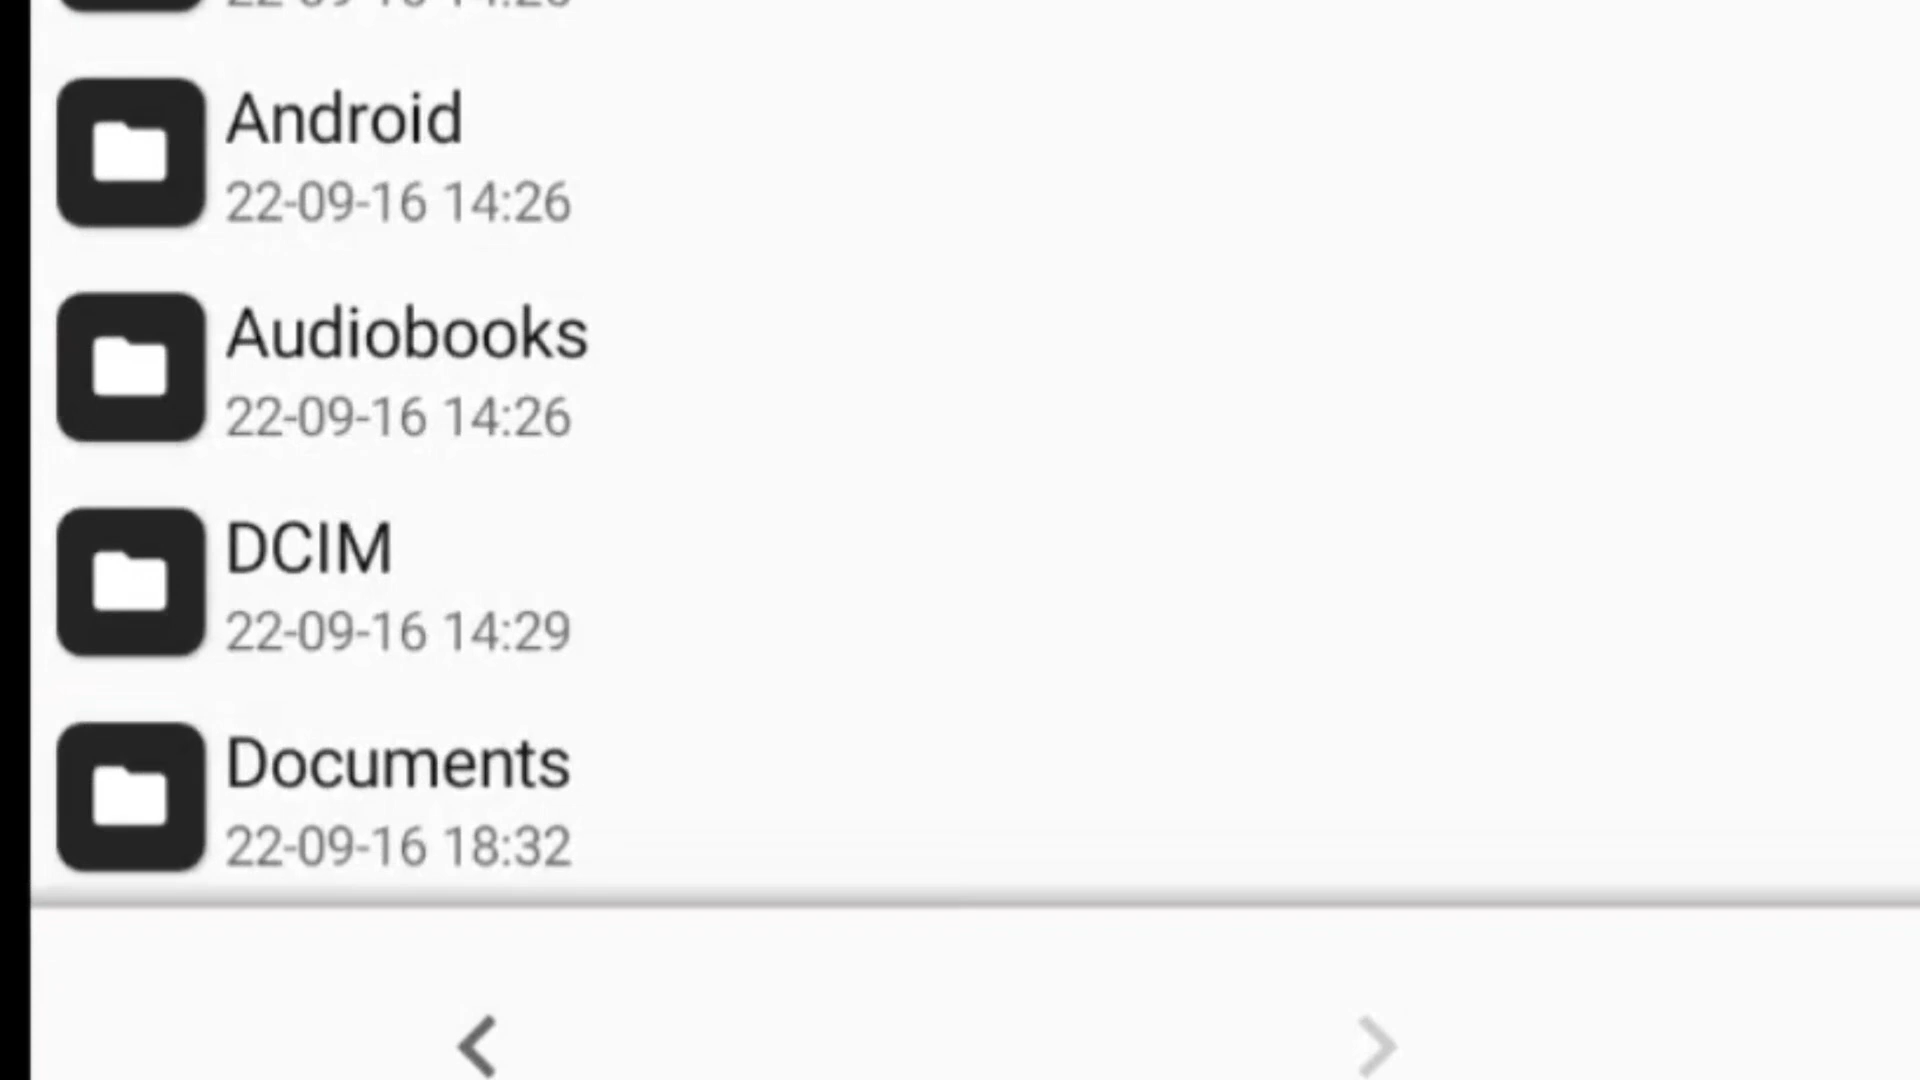 Android
22-09-16 14:26
Audiobooks
22-09-16 14:26
DCIM
22-09-16 14:29
Documents
22-09-16 18:32